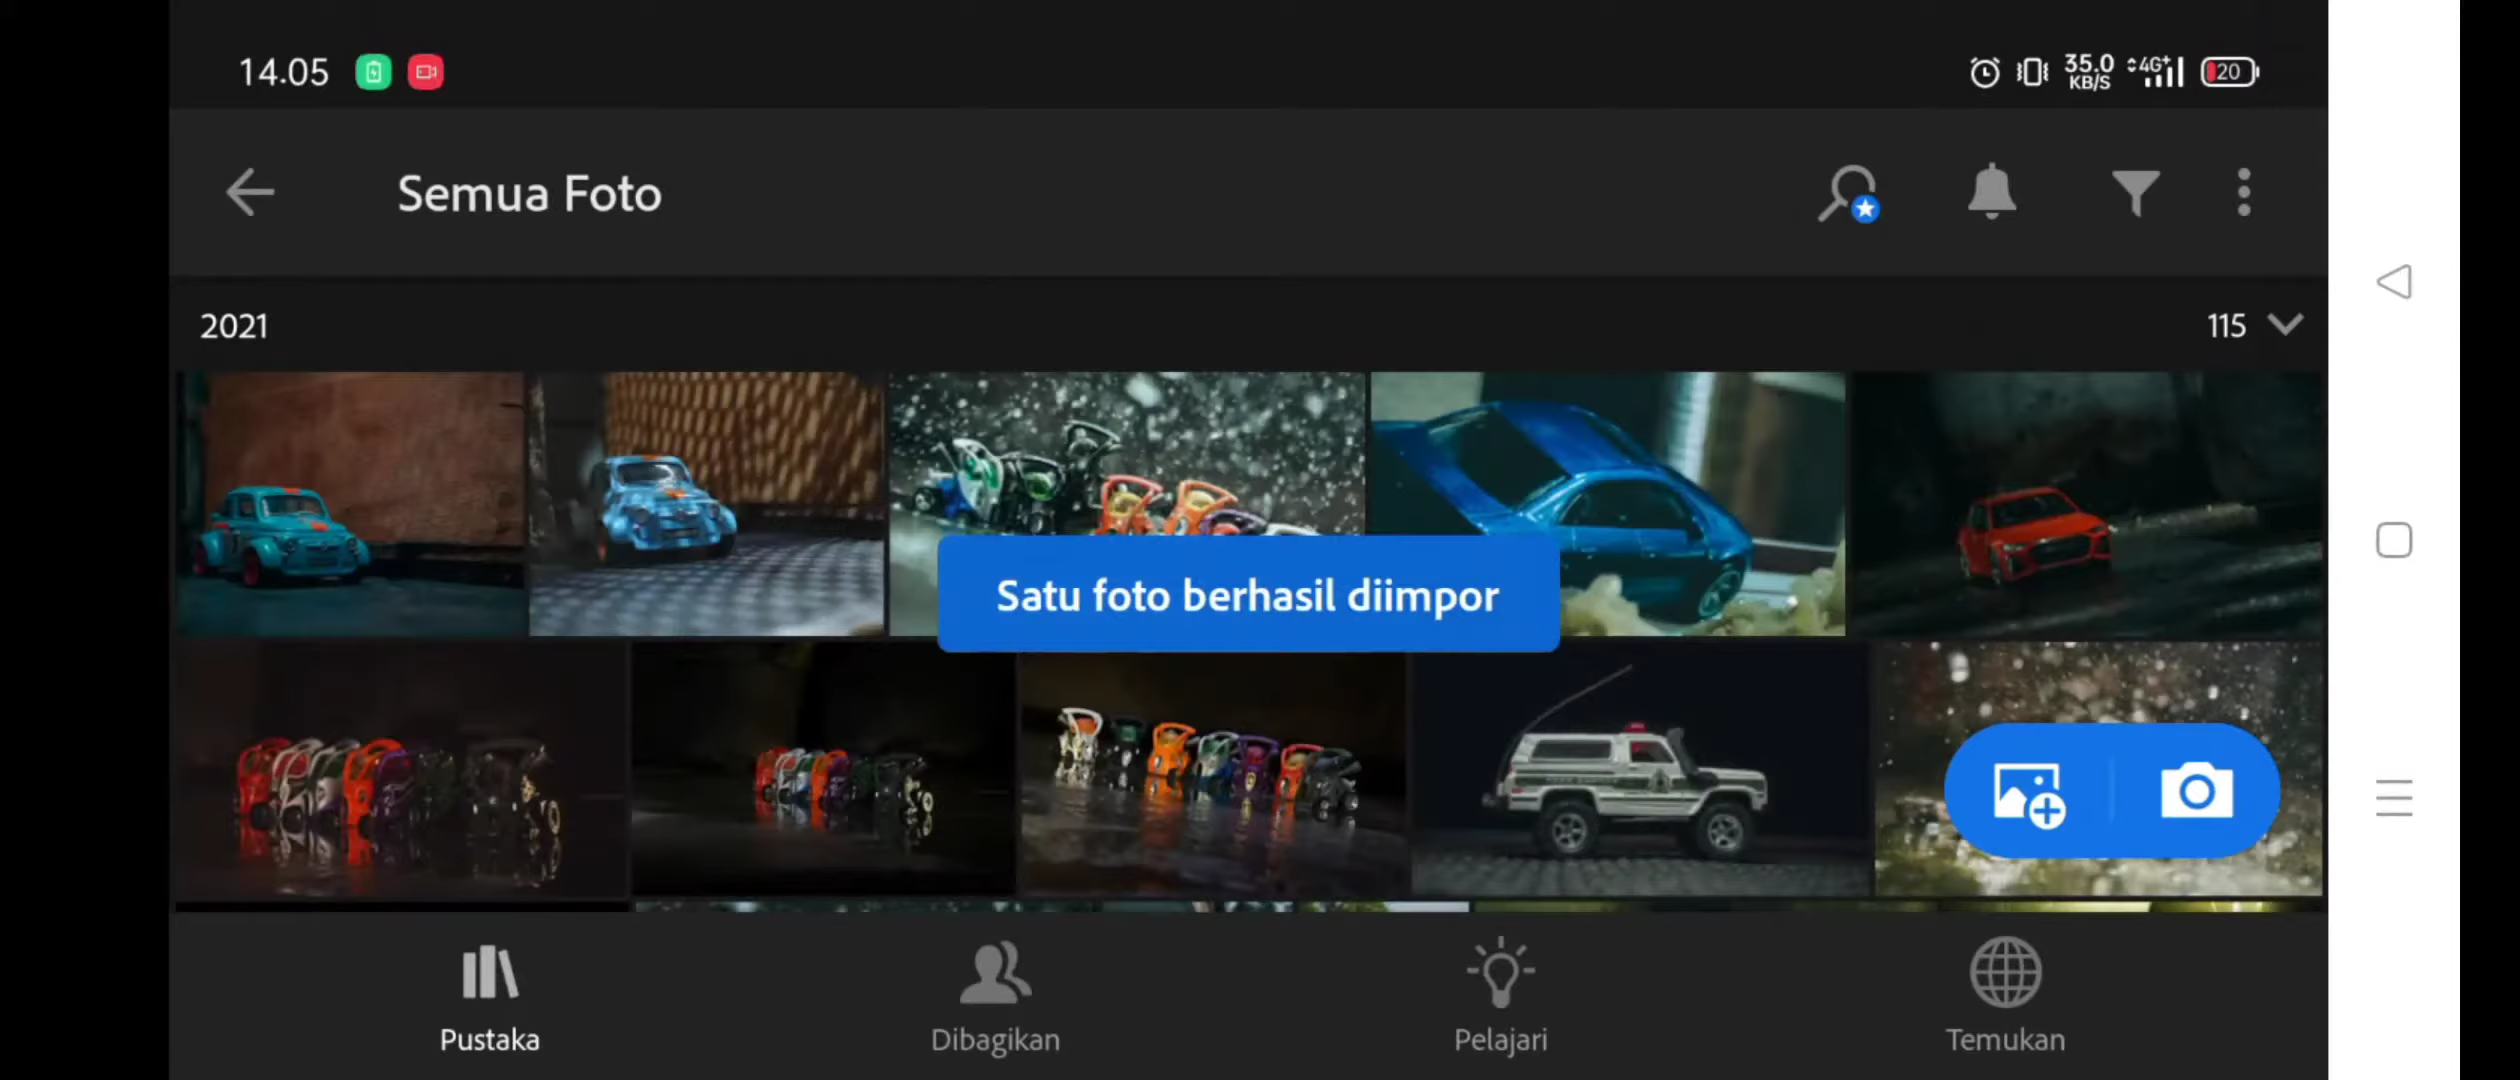 14.05
35.0
KB/S
4G+
20
Semua Foto
2021
115
Satu foto berhasil diimpor
Pustaka
Dibagikan
Pelajari
Temukan